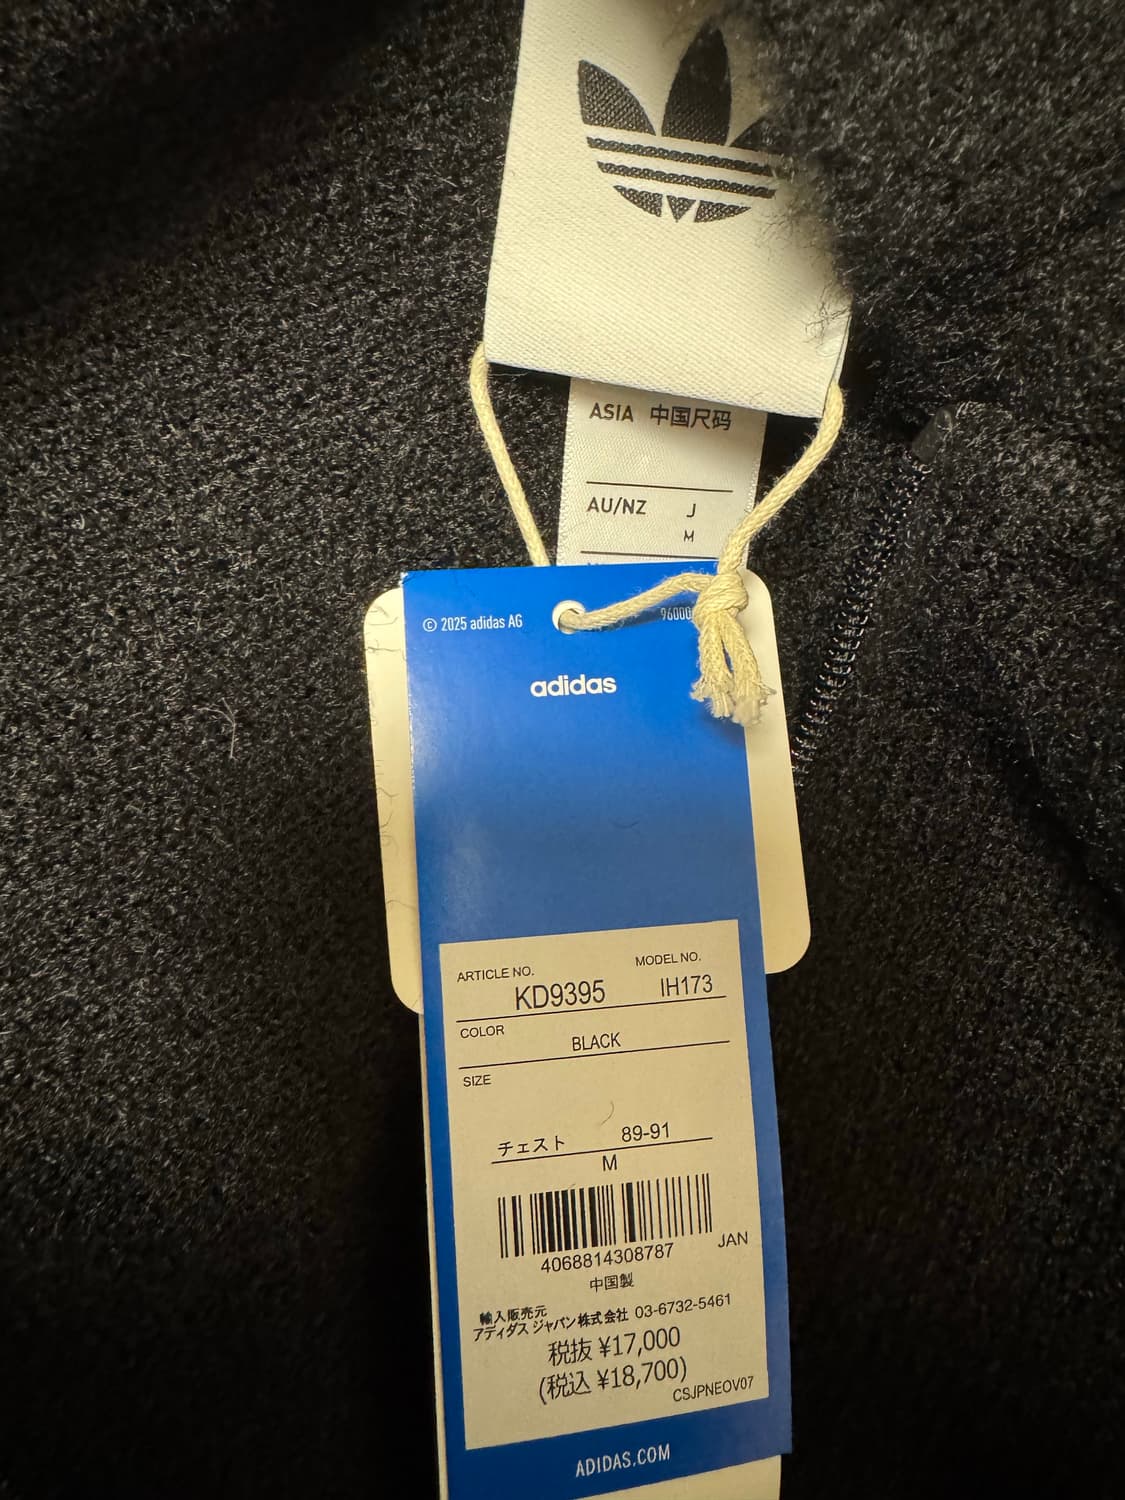 ASIA 中国尺码
AU/NZ J
M
© 2025 adidas AG
adidas
ARTICLE NO. MODEL NO.
KD9395 IH173
COLOR
BLACK
SIZE
チェスト 89-91
M
4068814308787 JAN
中国製
輸入販売元
アディダス ジャパン株式会社 03-6732-5461
税抜 ¥17,000
(税込 ¥18,700)
CSJPNEOV07
ADIDAS.COM